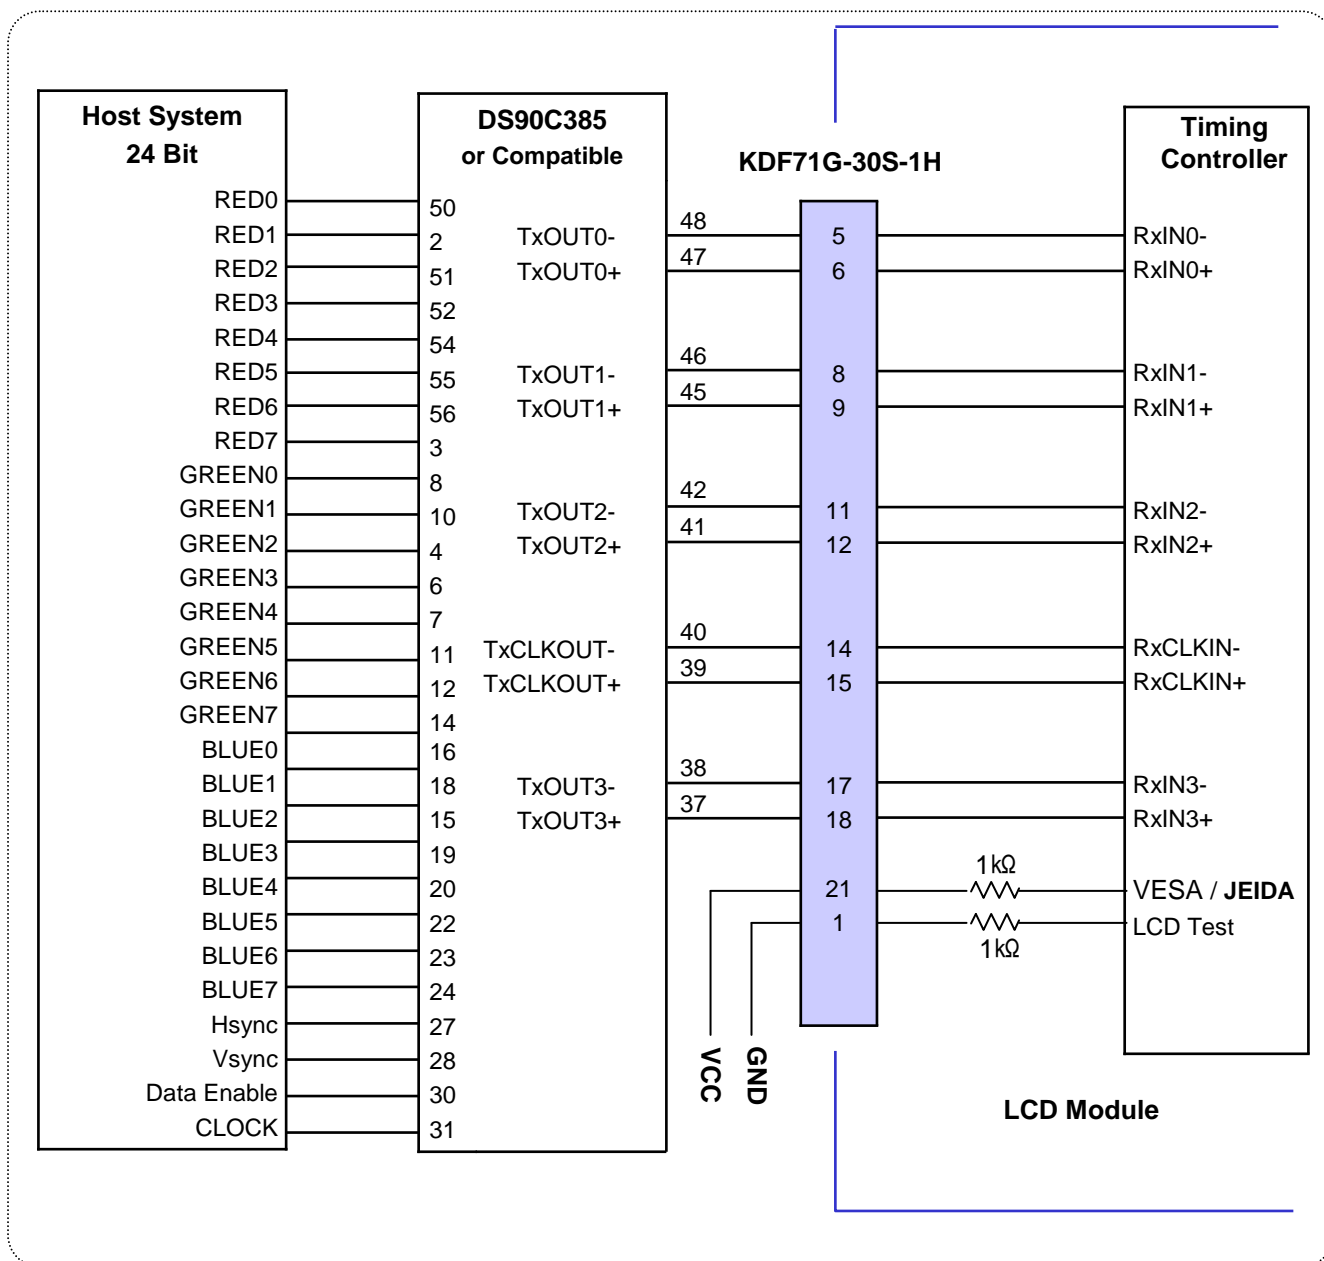 Host System
24 Bit
RED0
RED1
RED2
RED3
RED4
RED5
RED6
RED7
GREEN0
GREEN1
GREEN2
GREEN3
GREEN4
GREEN5
GREEN6
GREEN7
BLUE0
BLUE1
BLUE2
BLUE3
BLUE4
BLUE5
BLUE6
BLUE7
Hsync
Vsync
Data Enable
CLOCK
DS90C385
or Compatible
50
2
51
52
54
55
56
3
8
10
4
6
7
11
12
14
16
18
15
19
20
22
23
24
27
28
30
31
TxOUT0-
TxOUT0+
TxOUT1-
TxOUT1+
TxOUT2-
TxOUT2+
TxCLKOUT-
TxCLKOUT+
TxOUT3-
TxOUT3+
48
47
46
45
42
41
40
39
38
37
VCC
GND
KDF71G-30S-1H
5
6
8
9
11
12
14
15
17
18
21
1
1kΩ
1kΩ
Timing
Controller
RxIN0-
RxIN0+
RxIN1-
RxIN1+
RxIN2-
RxIN2+
RxCLKIN-
RxCLKIN+
RxIN3-
RxIN3+
VESA / JEIDA
LCD Test
LCD Module